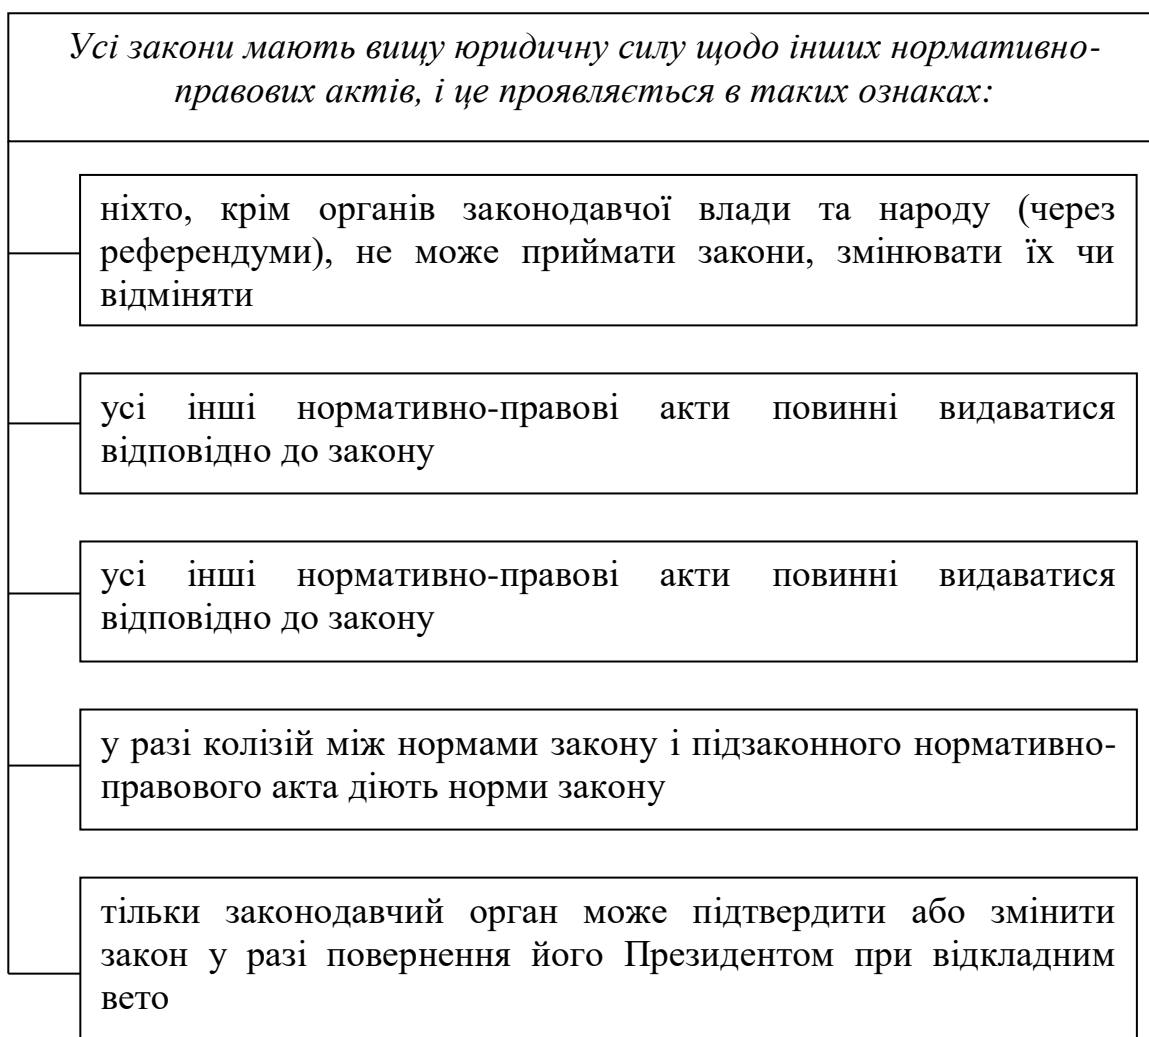 Усі закони мають вищу юридичну силу щодо інших нормативно-
правових актів, і це проявляється в таких ознаках:
ніхто, крім органів законодавчої влади та народу (через
референдуми), не може приймати закони, змінювати їх чи
відміняти
усі інші нормативно-правові акти повинні видаватися
відповідно до закону
усі інші нормативно-правові акти повинні видаватися
відповідно до закону
у разі колізій між нормами закону і підзаконного нормативно-
правового акта діють норми закону
тільки законодавчий орган може підтвердити або змінити
закон у разі повернення його Президентом при відкладним
вето